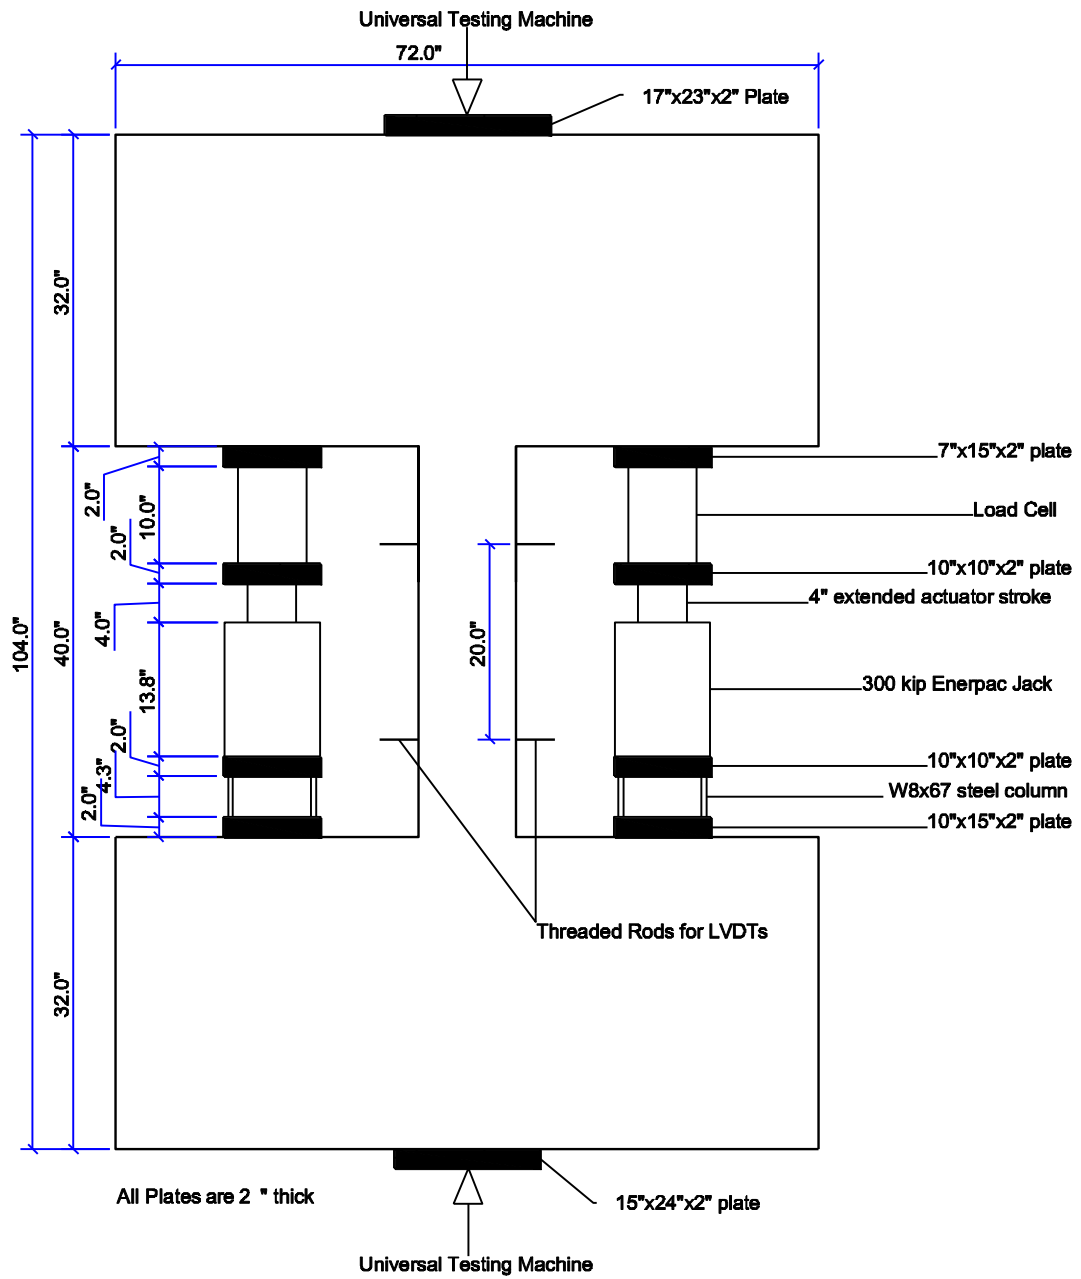 Universal Testing Machine
72.0"
17"x23"x2" Plate
32.0"
7"x15"x2" plate
2.0"
10.0"
Load Cell
2.0"
10"x10"x2" plate
4" extended actuator stroke
4.0"
104.0"
40.0"
20.0"
13.8"
300 kip Enerpac Jack
2.0"
10"x10"x2" plate
4.3"
W8x67 steel column
2.0"
10"x15"x2" plate
Threaded Rods for LVDTs
32.0"
All Plates are 2 " thick
15"x24"x2" plate
Universal Testing Machine